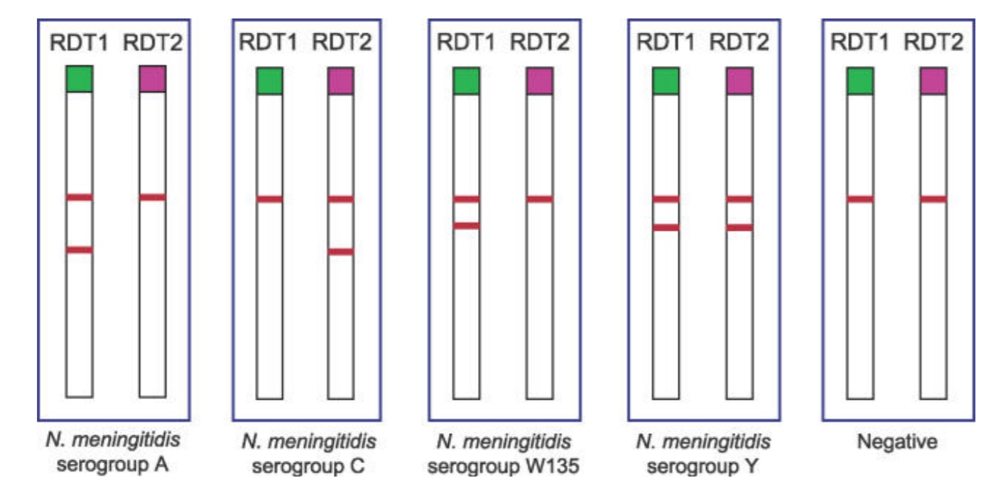 RDT1 RDT2
RDT1 RDT2
RDT1 RDT2
RDT1 RDT2
RDT1 RDT2
N. meningitidis
serogroup A
N. meningitidis
serogroup C
N. meningitidis
serogroup W135
N. meningitidis
serogroup Y
Negative